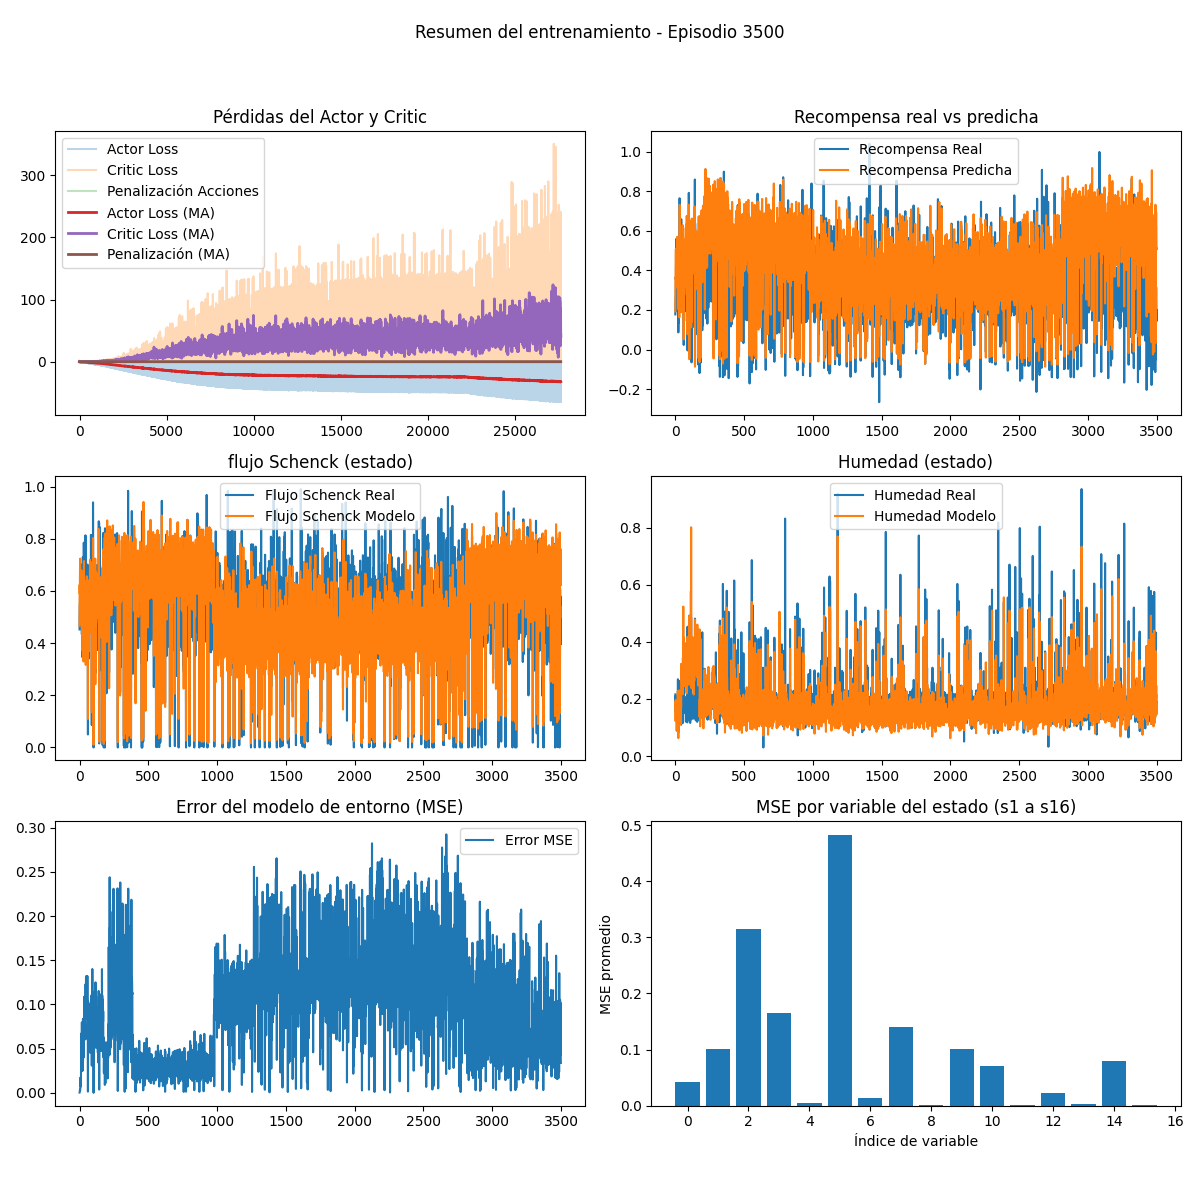 Resumen del entrenamiento - Episodio 3500
Pérdidas del Actor y Critic
Actor Loss
Critic Loss
Penalización Acciones
Actor Loss (MA)
Critic Loss (MA)
Penalización (MA)
300
200
100
0
0 5000 10000 15000 20000 25000
Recompensa real vs predicha
Recompensa Real
Recompensa Predicha
1.0
0.8
0.6
0.4
0.2
0.0
−0.2
0 500 1000 1500 2000 2500 3000 3500
flujo Schenck (estado)
Flujo Schenck Real
Flujo Schenck Modelo
1.0
0.8
0.6
0.4
0.2
0.0
0 500 1000 1500 2000 2500 3000 3500
Humedad (estado)
Humedad Real
Humedad Modelo
0.8
0.6
0.4
0.2
0.0
0 500 1000 1500 2000 2500 3000 3500
Error del modelo de entorno (MSE)
Error MSE
0.30
0.25
0.20
0.15
0.10
0.05
0.00
0 500 1000 1500 2000 2500 3000 3500
MSE por variable del estado (s1 a s16)
MSE promedio
0.5
0.4
0.3
0.2
0.1
0.0
0 2 4 6 8 10 12 14 16
Índice de variable